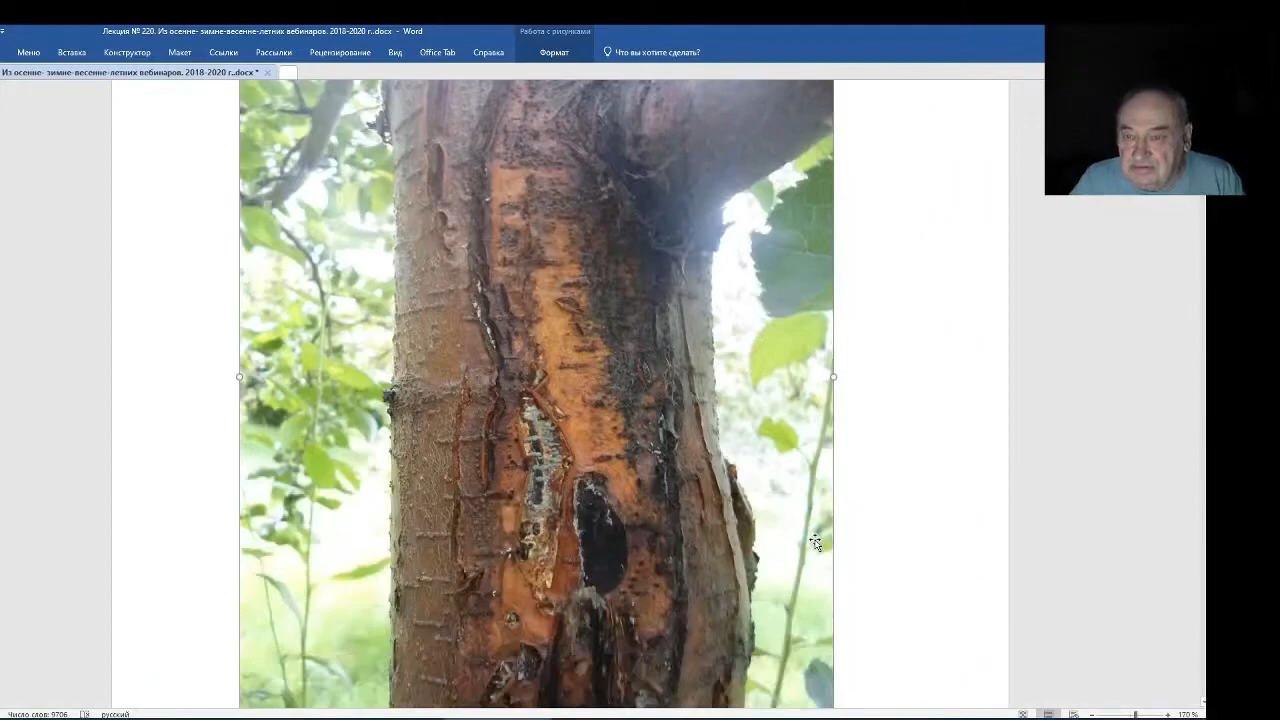 Лекция № 220. Из осенне- зимне-весенне-летних вебинаров. 2018-2020 г..docx - Word
Работа с рисунками
Меню Вставка Конструктор Макет Ссылки Рассылки Рецензирование Вид Office Tab Справка Формат Что вы хотите сделать?
Из осенне- зимне-весенне-летних вебинаров. 2018-2020 г..docx *
Число слов: 9706 русский 170 %